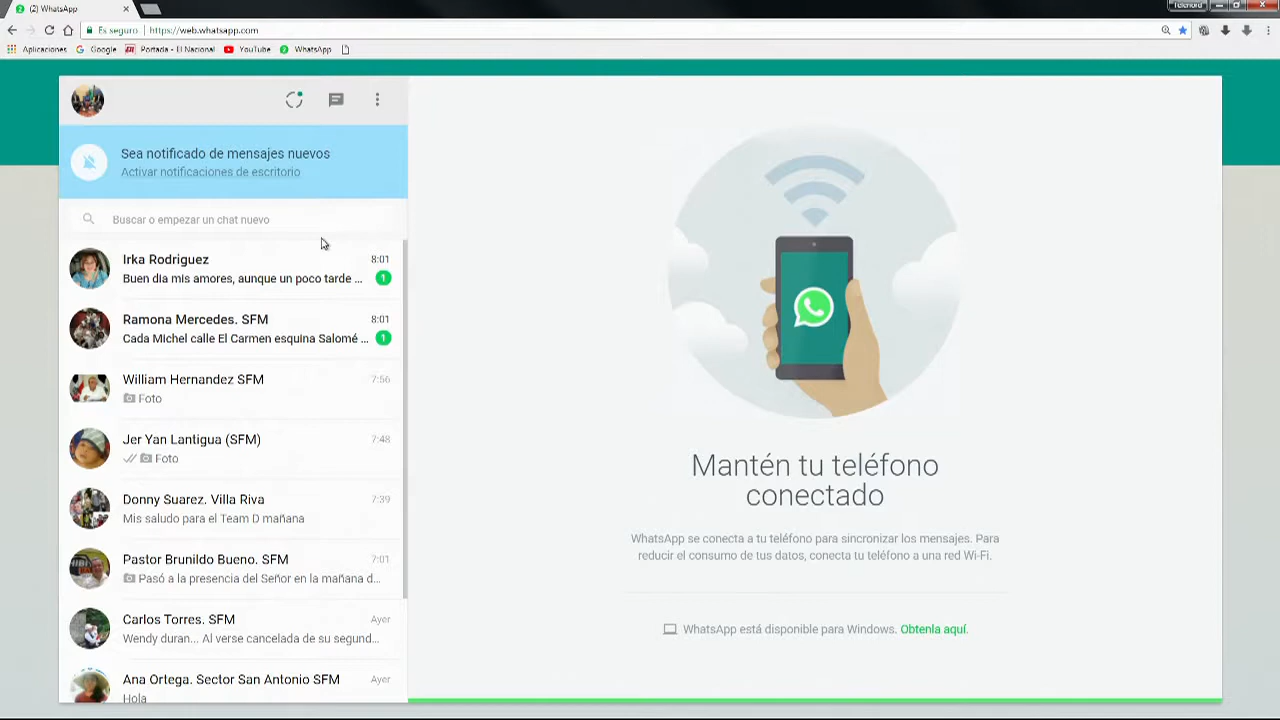 (2) WhatsApp
Telenord
Es seguro | https://web.whatsapp.com
Aplicaciones Google Portada - El Nacional YouTube WhatsApp
Sea notificado de mensajes nuevos
Activar notificaciones de escritorio
Buscar o empezar un chat nuevo
Irka Rodriguez 8:01
Buen dia mis amores, aunque un poco tarde ... 1
Ramona Mercedes. SFM 8:01
Cada Michel calle El Carmen esquina Salomé ... 1
William Hernandez SFM 7:56
Foto
Jer Yan Lantigua (SFM) 7:48
Foto
Donny Suarez. Villa Riva 7:39
Mis saludo para el Team D mañana
Pastor Brunildo Bueno. SFM 7:01
Pasó a la presencia del Señor en la mañana d...
Carlos Torres. SFM Ayer
Wendy duran... Al verse cancelada de su segund...
Ana Ortega. Sector San Antonio SFM Ayer
Hola
Mantén tu teléfono
conectado
WhatsApp se conecta a tu teléfono para sincronizar los mensajes. Para
reducir el consumo de tus datos, conecta tu teléfono a una red Wi-Fi.
WhatsApp está disponible para Windows. Obtenla aquí.